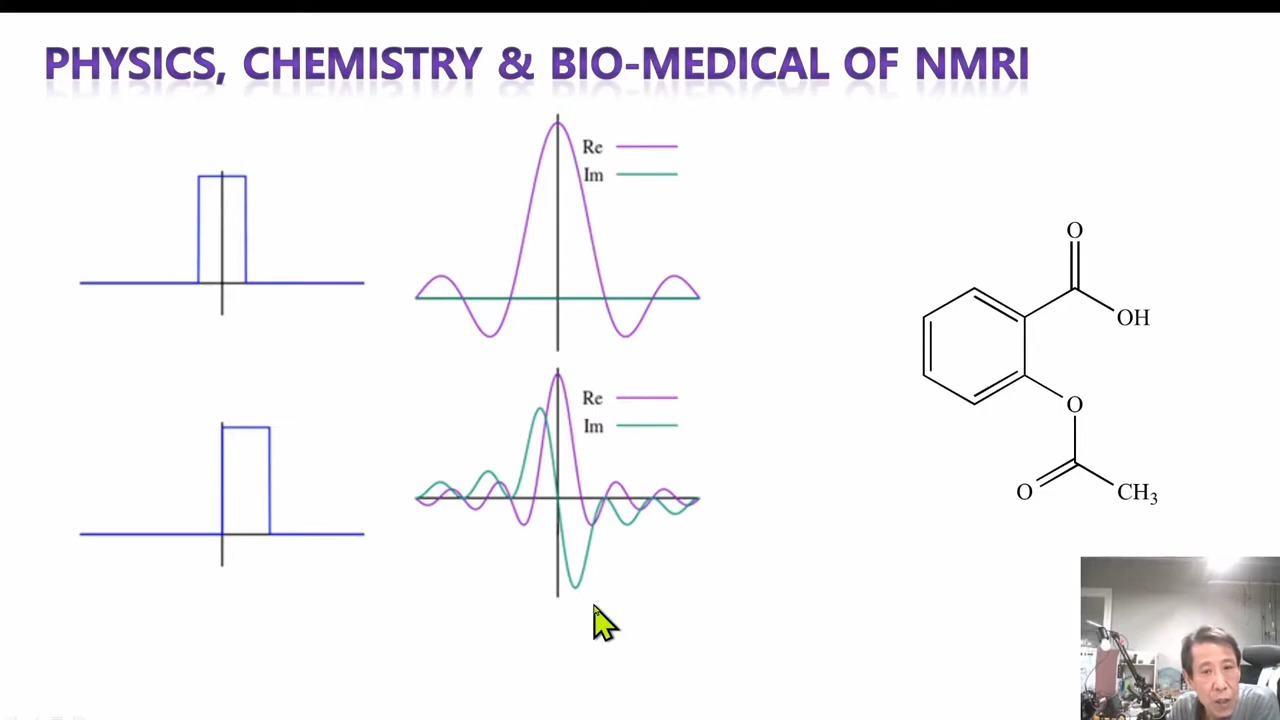 PHYSICS, CHEMISTRY & BIO-MEDICAL OF NMRI
Re
Im
Re
Im
O
OH
O
O
CH₃